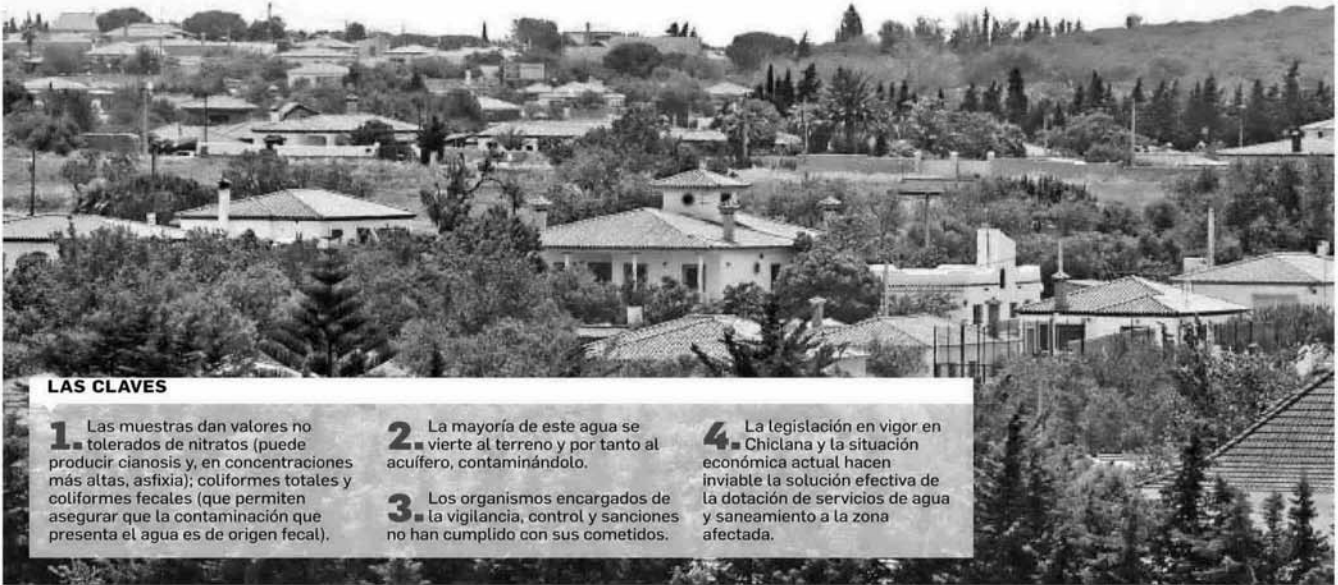 LAS CLAVES
1. Las muestras dan valores no
tolerados de nitratos (puede
producir cianosis y, en concentraciones
más altas, asfixia); coliformes totales y
coliformes fecales (que permiten
asegurar que la contaminación que
presenta el agua es de origen fecal).
2. La mayoría de este agua se
vierte al terreno y por tanto al
acuífero, contaminándolo.
3. Los organismos encargados de
la vigilancia, control y sanciones
no han cumplido con sus cometidos.
4. La legislación en vigor en
Chiclana y la situación
económica actual hacen
inviable la solución efectiva de
la dotación de servicios de agua
y saneamiento a la zona
afectada.